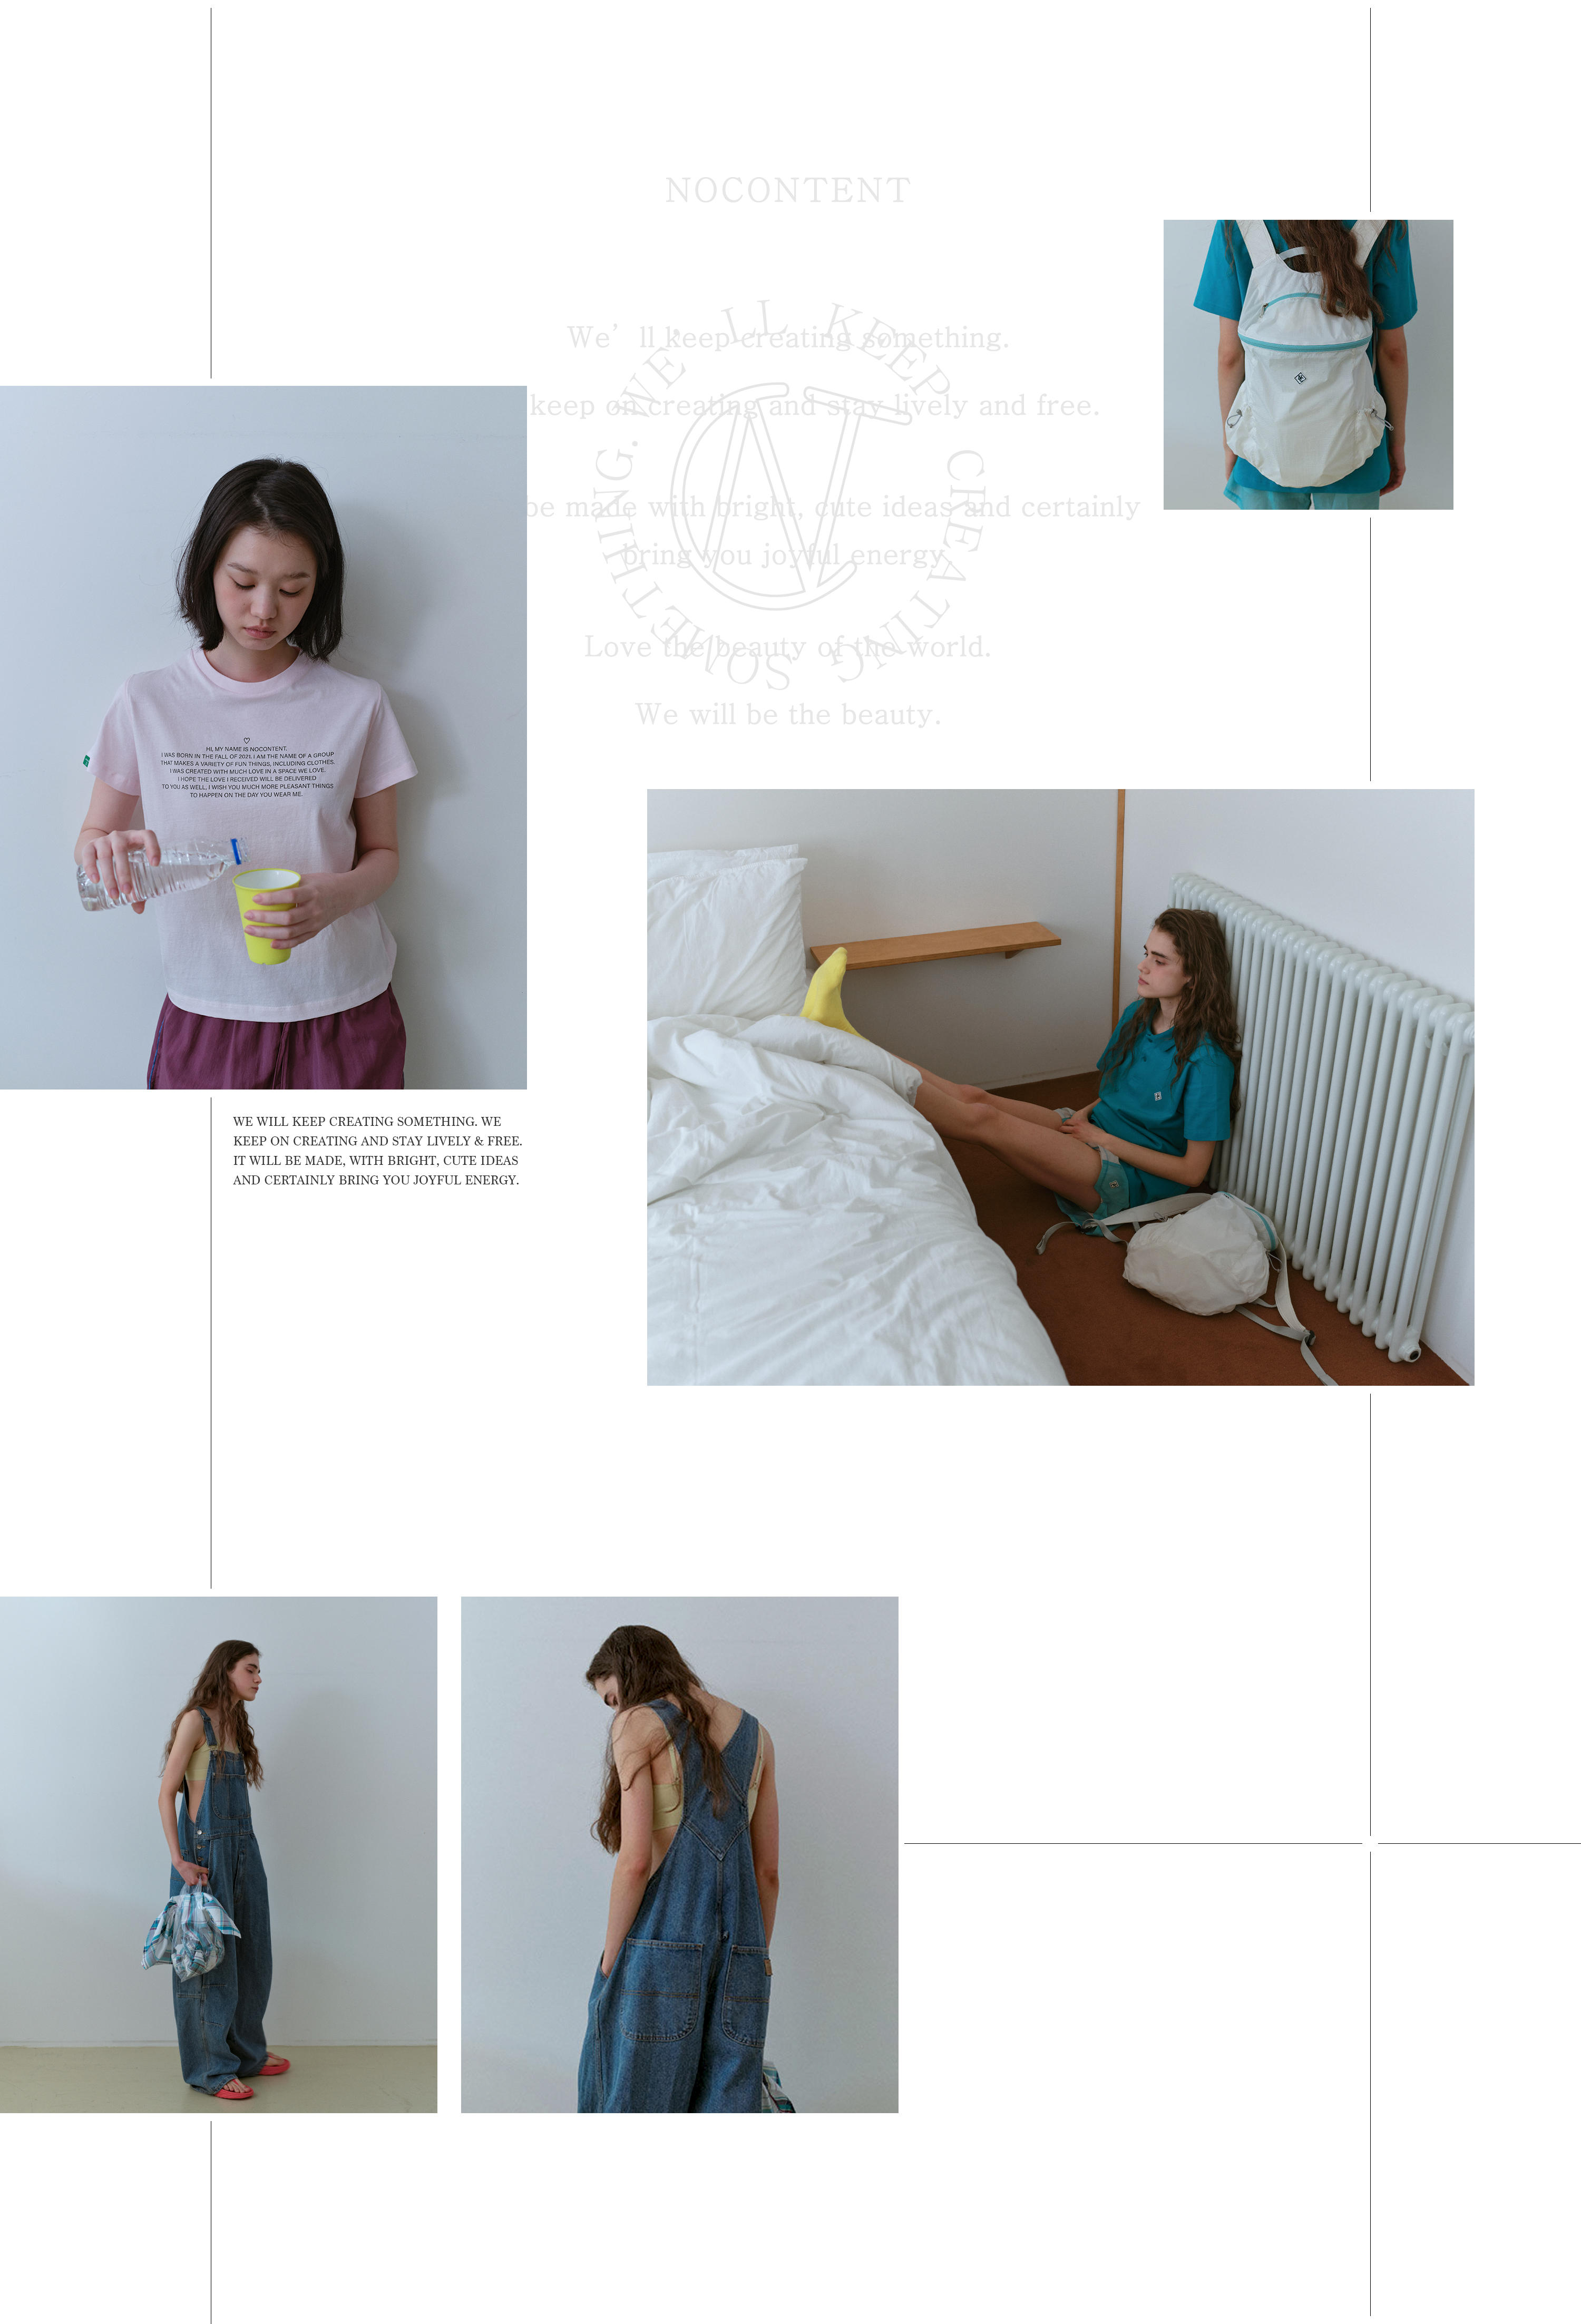 NOCONTENT
We'll keep creating something.
keep on creating and stay lively and free.
be made with bright, cute ideas and certainly
bring you joyful energy
Love the beauty of the world.
We will be the beauty.
WE'LL KEEP CREATING SOMETHING.
HI, MY NAME IS NOCONTENT.
I WAS BORN IN THE FALL OF 2021. I AM THE NAME OF A GROUP
THAT MAKES A VARIETY OF FUN THINGS, INCLUDING CLOTHES.
I WAS CREATED WITH MUCH LOVE IN A SPACE WE LOVE.
I HOPE THE LOVE I RECEIVED WILL BE DELIVERED
TO YOU AS WELL, I WISH YOU MUCH MORE PLEASANT THINGS
TO HAPPEN ON THE DAY YOU WEAR ME.
WE WILL KEEP CREATING SOMETHING. WE
KEEP ON CREATING AND STAY LIVELY & FREE.
IT WILL BE MADE, WITH BRIGHT, CUTE IDEAS
AND CERTAINLY BRING YOU JOYFUL ENERGY.